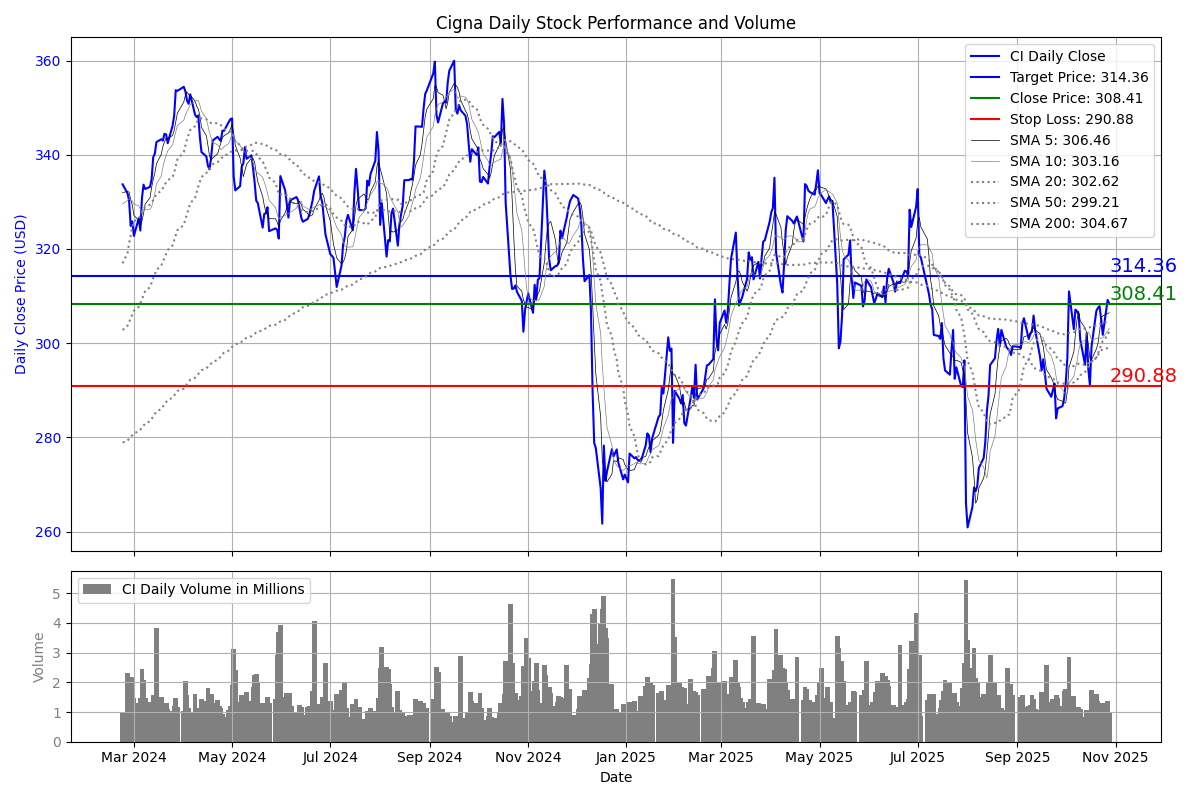 Cigna Daily Stock Performance and Volume
Daily Close Price (USD)
360
340
320
300
280
260
CI Daily Close
Target Price: 314.36
Close Price: 308.41
Stop Loss: 290.88
SMA 5: 306.46
SMA 10: 303.16
SMA 20: 302.62
SMA 50: 299.21
SMA 200: 304.67
314.36
308.41
290.88
CI Daily Volume in Millions
Volume
5
4
3
2
1
0
Mar 2024 May 2024 Jul 2024 Sep 2024 Nov 2024 Jan 2025 Mar 2025 May 2025 Jul 2025 Sep 2025 Nov 2025
Date